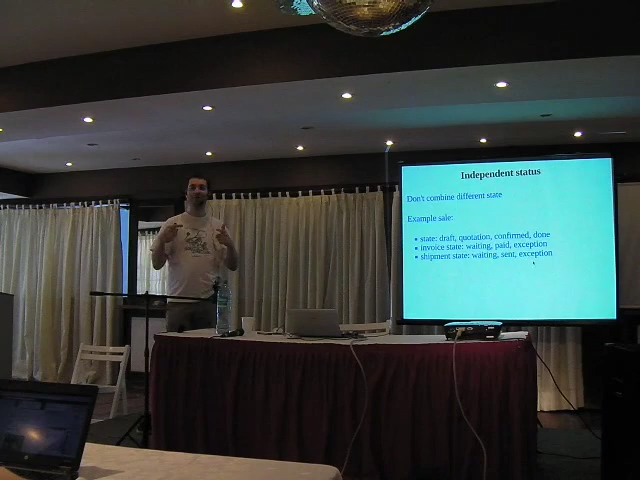 Independent status
Don't combine different state
Example sale:
• state: draft, quotation, confirmed, done
• invoice state: waiting, paid, exception
• shipment state: waiting, sent, exception